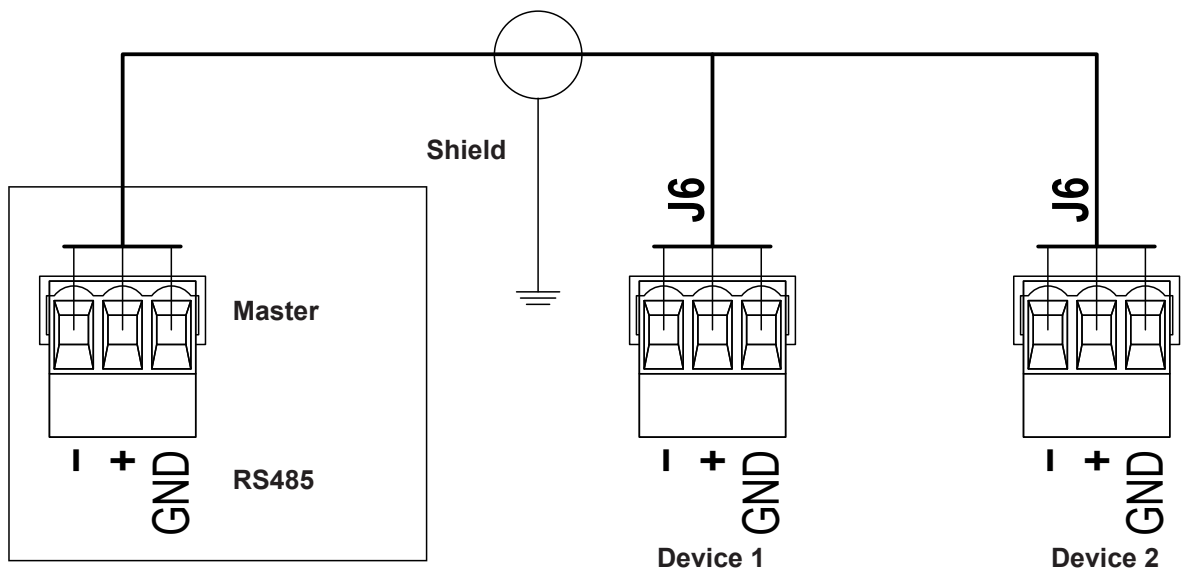 Shield
J6
J6
Master
RS485
– + GND
– + GND
– + GND
Device 1
Device 2